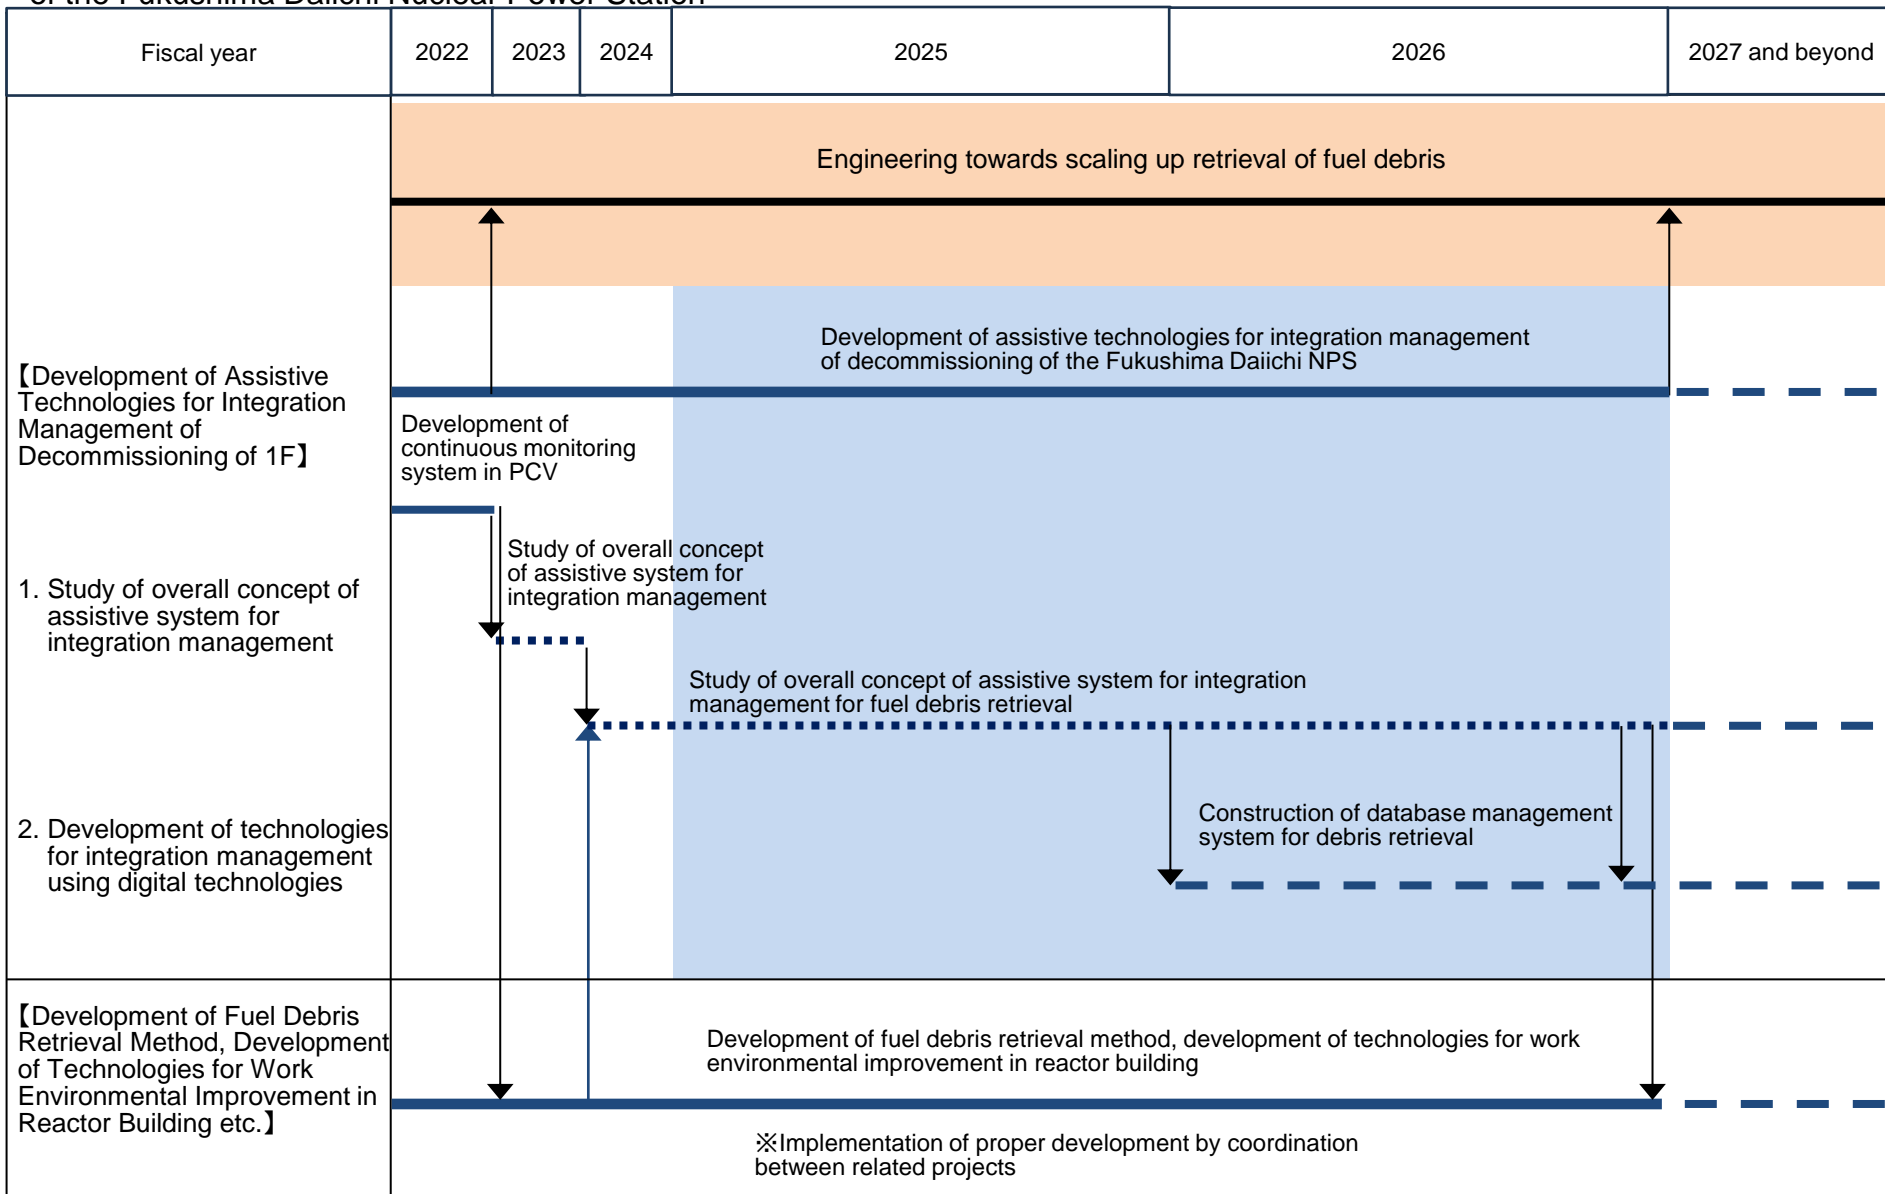 of the Fukushima Daiichi Nuclear Power Station
Fiscal year
2022
2023
2024
2025
2026
2027 and beyond
Engineering towards scaling up retrieval of fuel debris
Development of assistive technologies for integration management
of decommissioning of the Fukushima Daiichi NPS
【Development of Assistive
Technologies for Integration
Management of
Decommissioning of 1F】
Development of
continuous monitoring
system in PCV
Study of overall concept
of assistive system for
integration management
1. Study of overall concept of
assistive system for
integration management
Study of overall concept of assistive system for integration
management for fuel debris retrieval
Construction of database management
system for debris retrieval
2. Development of technologies
for integration management
using digital technologies
【Development of Fuel Debris
Retrieval Method, Development
of Technologies for Work
Environmental Improvement in
Reactor Building etc.】
Development of fuel debris retrieval method, development of technologies for work
environmental improvement in reactor building
※Implementation of proper development by coordination
between related projects